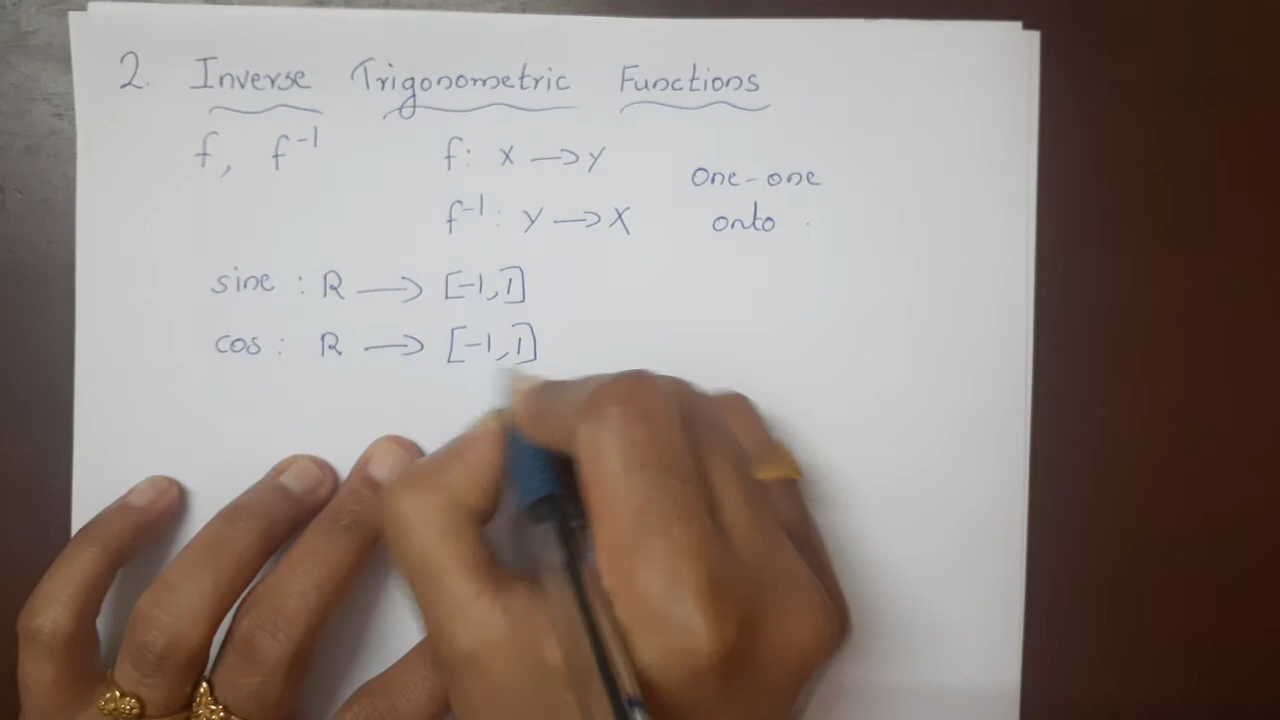 2. Inverse Trigonometric Functions
f, f⁻¹ f: X → Y
one-one
f⁻¹: Y → X onto
sine : R → [-1,1]
cos : R → [-1,1]